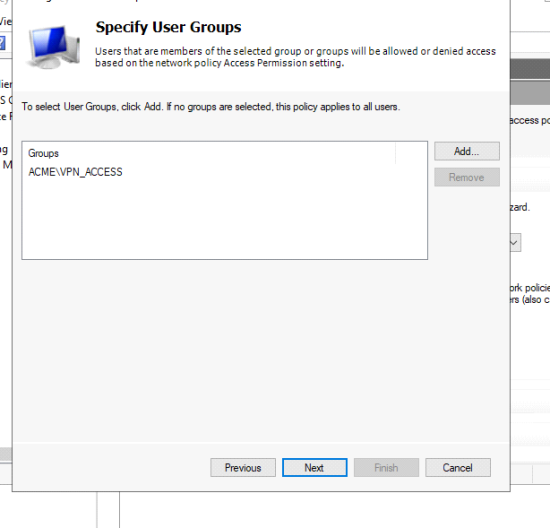 Specify User Groups
Users that are members of the selected group or groups will be allowed or denied access
based on the network policy Access Permission setting.
To select User Groups, click Add. If no groups are selected, this policy applies to all users.
Groups
Add...
ACME\VPN_ACCESS
Remove
access po
zard.
ork policie
ers (also c
Previous
Next
Finish
Cancel